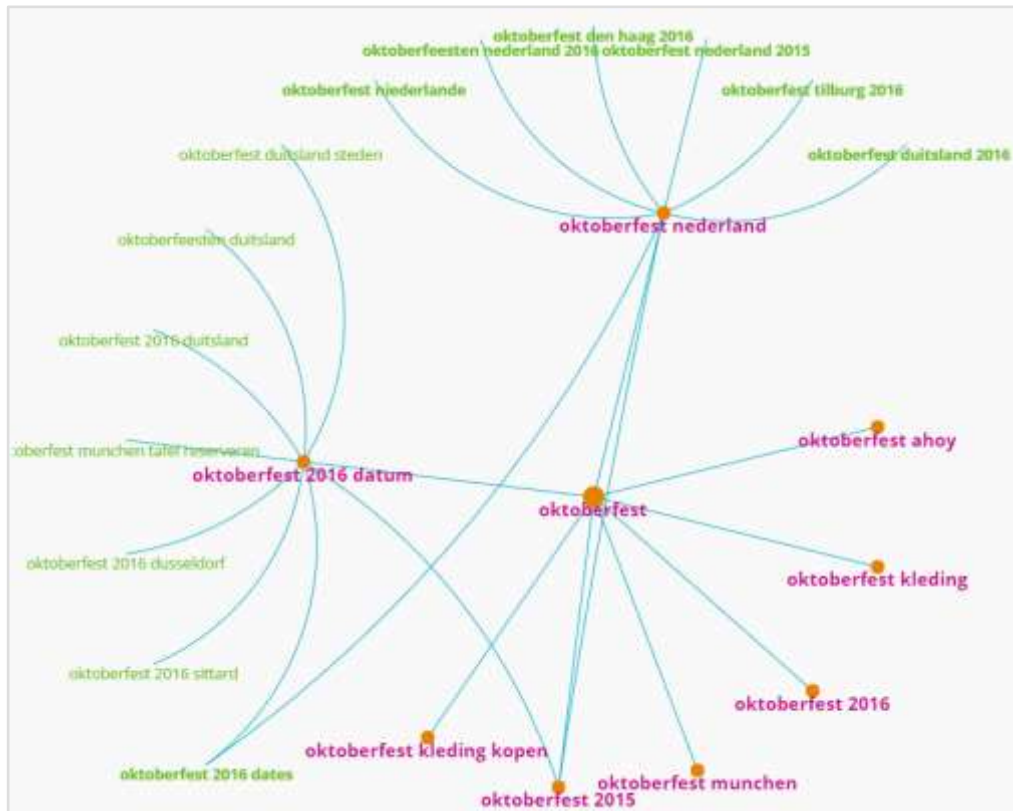 oktoberfest den haag 2016
oktoberfeesten nederland 2016
oktoberfest nederland 2015
oktoberfest niederlande
oktoberfest tilburg 2016
oktoberfest duitsland steden
oktoberfest duitsland 2016
oktoberfest nederland
oktoberfeesten duitsland
oktoberfest 2016 duitsland
oktoberfest ahoy
oberfest munchen tafel reserveren
oktoberfest 2016 datum
oktoberfest
oktoberfest 2016 dusseldorf
oktoberfest kleding
oktoberfest 2016 sittard
oktoberfest 2016
oktoberfest kleding kopen
oktoberfest 2016 dates
oktoberfest munchen
oktoberfest 2015